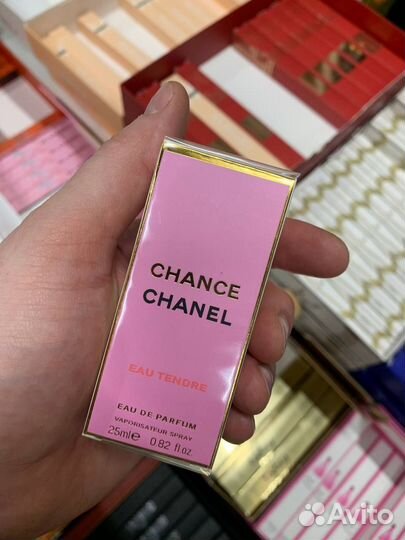 CHANCE
CHANEL
EAU TENDRE
EAU DE PARFUM
VAPORISATEUR SPRAY
25ml e 0.82 fl.oz.
Avito